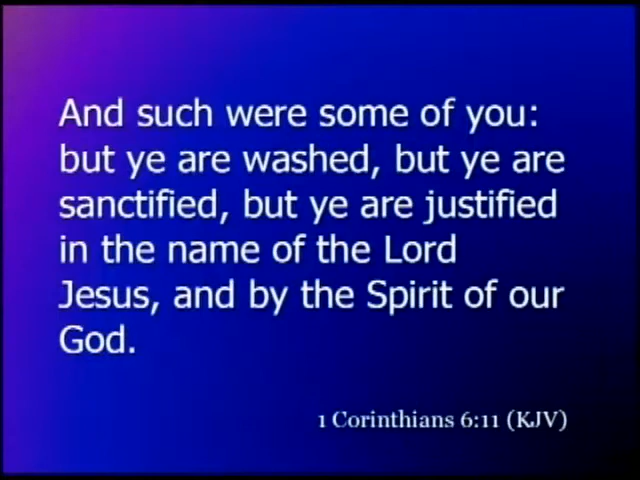 And such were some of you:
but ye are washed, but ye are
sanctified, but ye are justified
in the name of the Lord
Jesus, and by the Spirit of our
God.
1 Corinthians 6:11 (KJV)